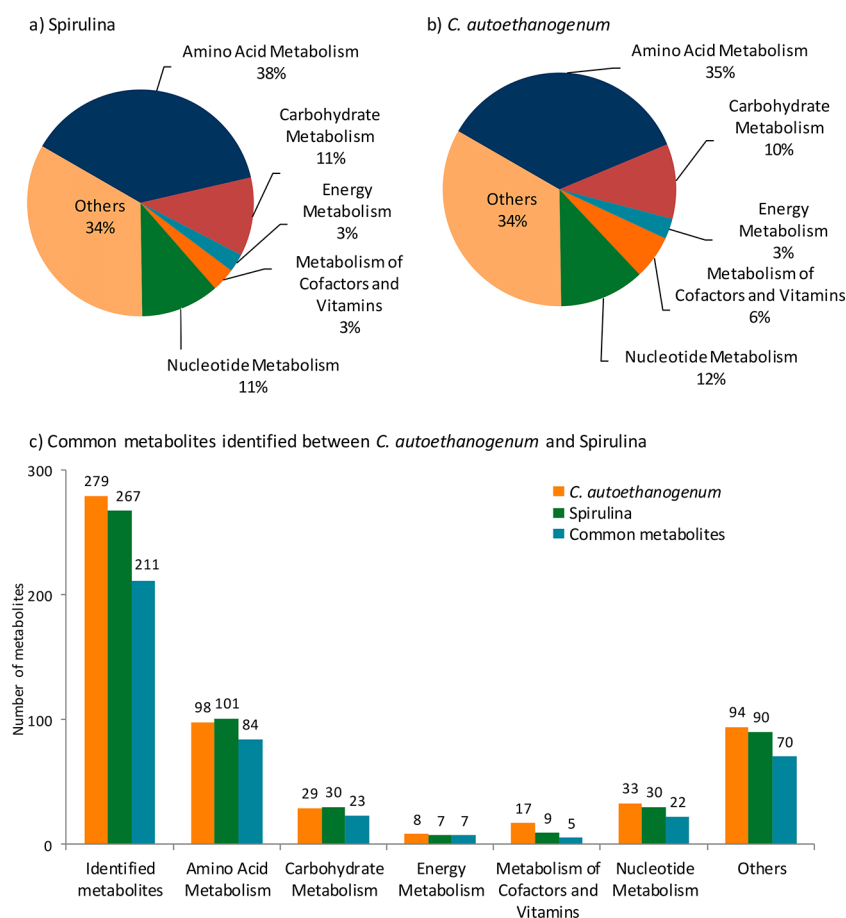 a) Spirulina
Amino Acid Metabolism
38%
Carbohydrate
Metabolism
11%
Energy
Metabolism
3%
Metabolism of
Cofactors and
Vitamins
3%
Nucleotide Metabolism
11%
Others
34%
b) C. autoethanogenum
Amino Acid Metabolism
35%
Carbohydrate
Metabolism
10%
Energy
Metabolism
3%
Metabolism of
Cofactors and Vitamins
6%
Nucleotide Metabolism
12%
Others
34%
c) Common metabolites identified between C. autoethanogenum and Spirulina
Number of metabolites
300
200
100
0
C. autoethanogenum
Spirulina
Common metabolites
279
267
211
98
101
84
29
30
23
8
7
7
17
9
5
33
30
22
94
90
70
Identified
metabolites
Amino Acid
Metabolism
Carbohydrate
Metabolism
Energy
Metabolism
Metabolism of
Cofactors and
Vitamins
Nucleotide
Metabolism
Others